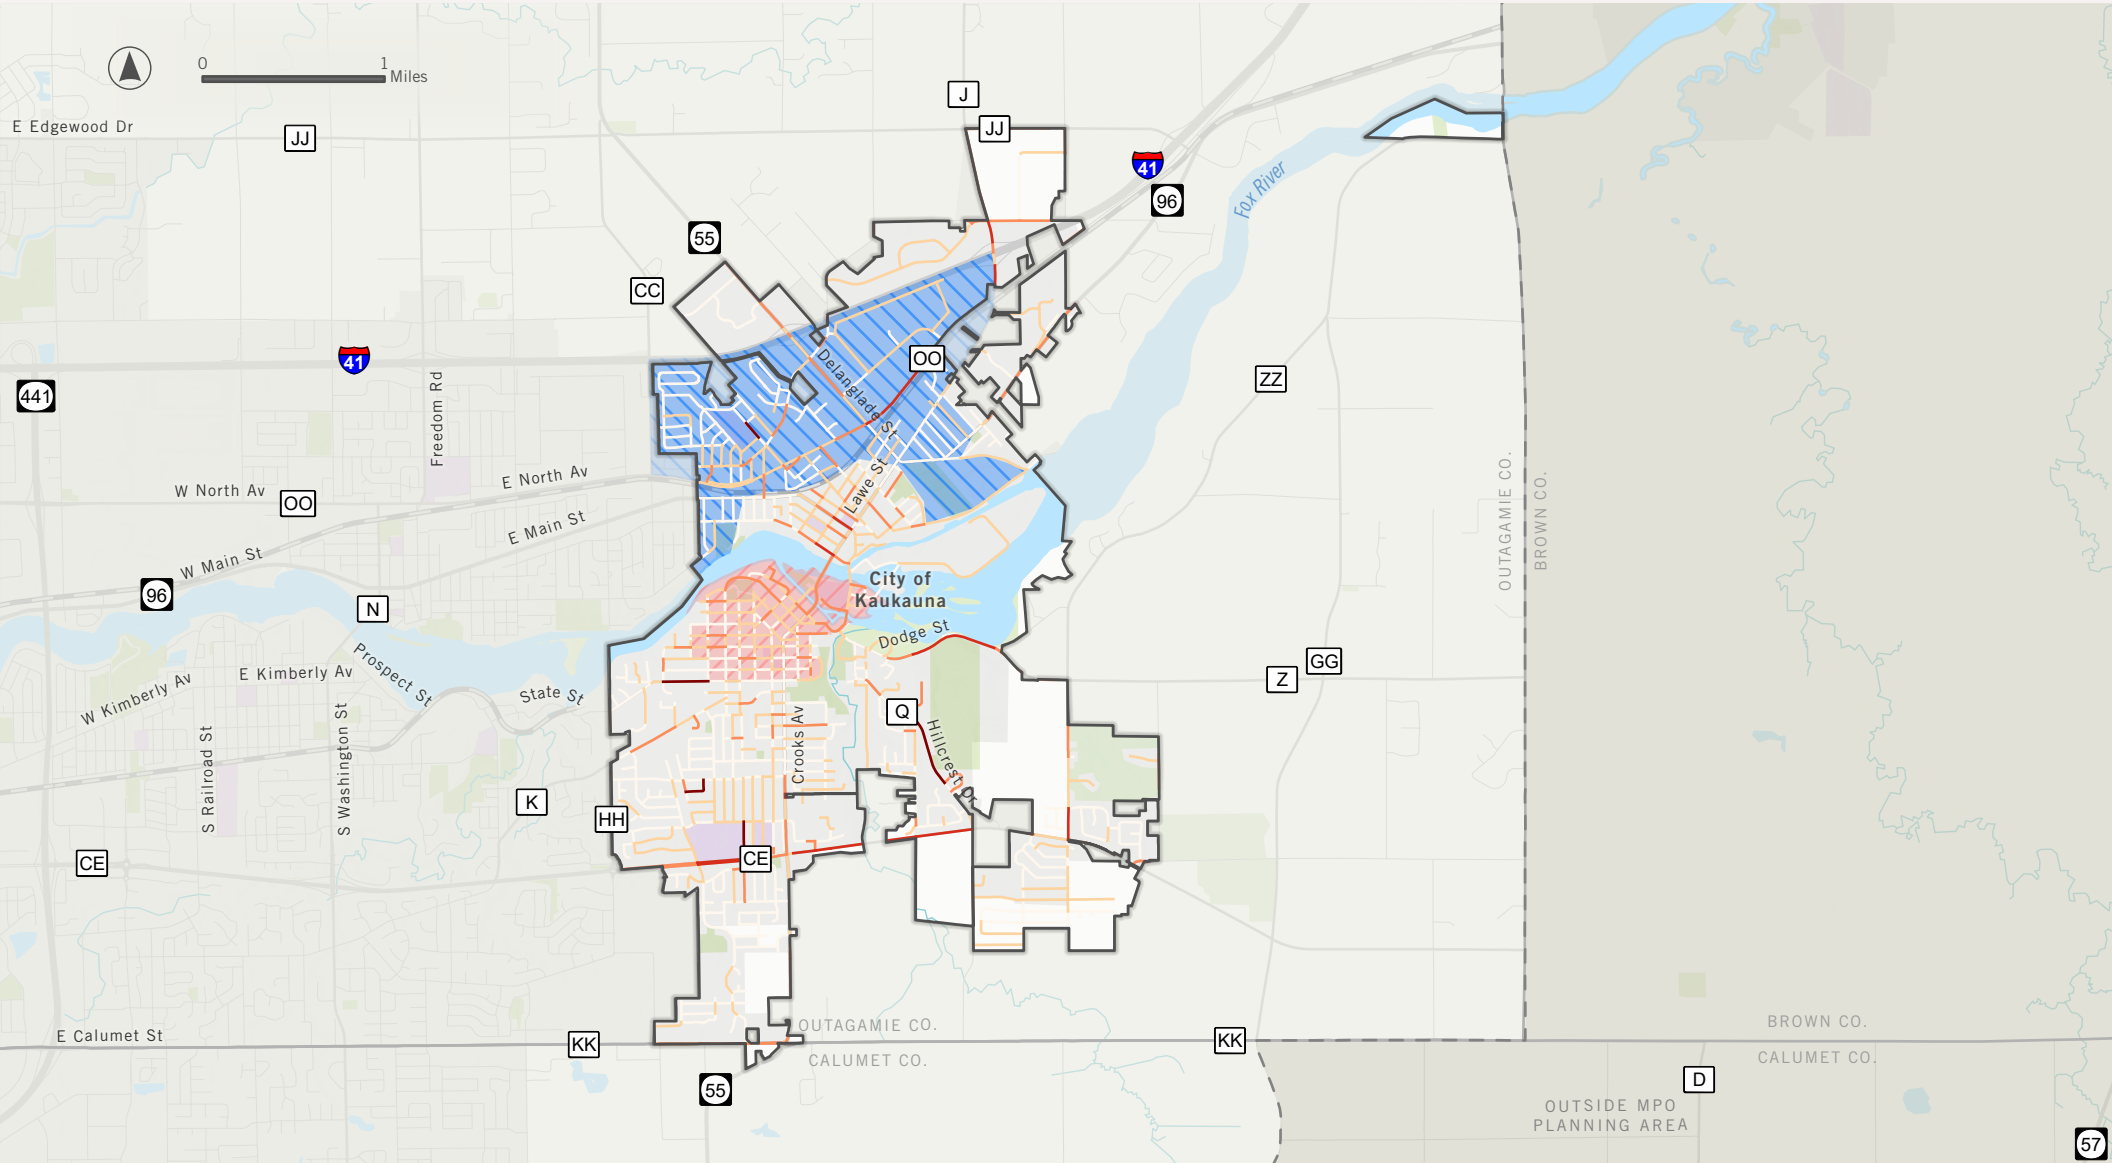 0 1
Miles
J
E Edgewood Dr
JJ
JJ
41
96
Fox River
55
CC
41
OO
Delanglade St
441
Freedom Rd
ZZ
W North Av
OO
E North Av
Lawe St
E Main St
W Main St
OUTAGAMIE CO.
BROWN CO.
96
N
City of
Kaukauna
Dodge St
Prospect St
E Kimberly Av
W Kimberly Av
State St
GG
Z
Q
Crooks Av
Hillcrest Dr
S Railroad St
S Washington St
K
HH
CE
CE
E Calumet St
KK
OUTAGAMIE CO.
CALUMET CO.
KK
BROWN CO.
CALUMET CO.
55
D
OUTSIDE MPO
PLANNING AREA
57